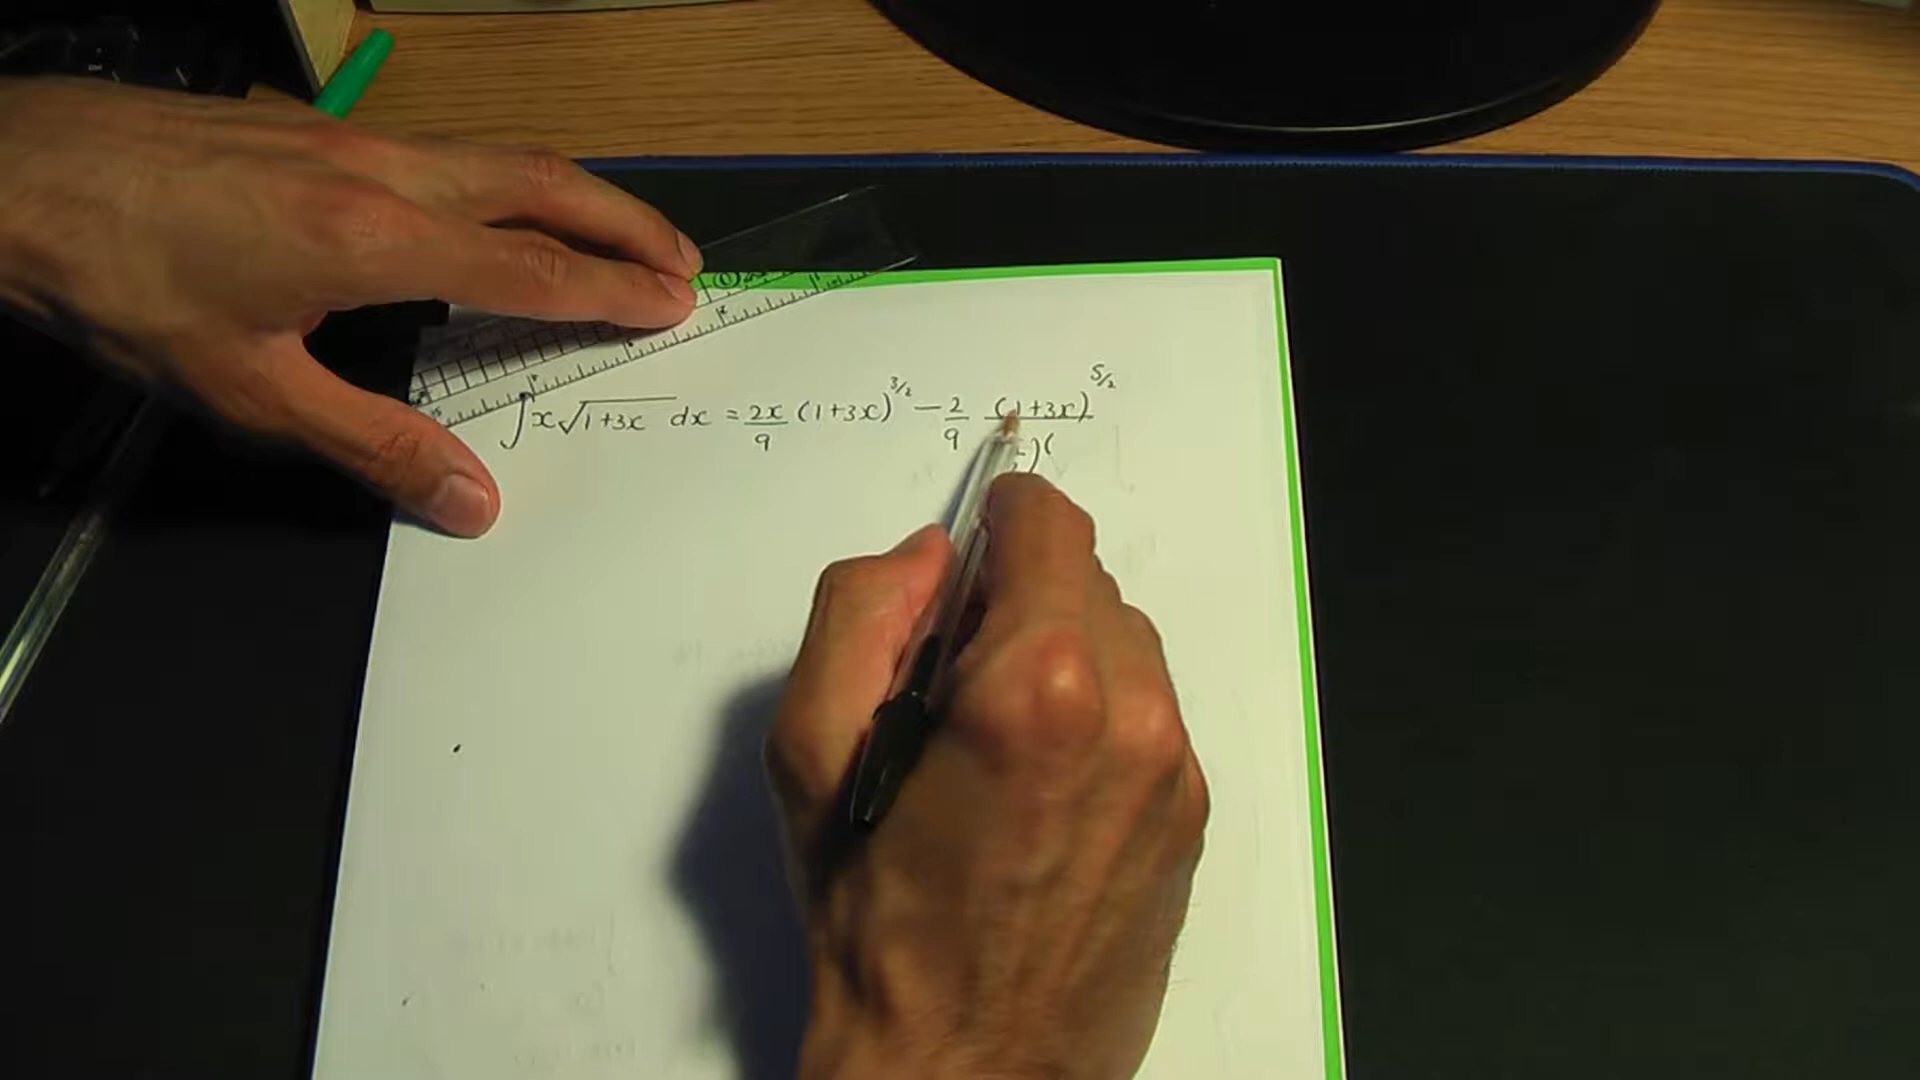 ∫ x√1+3x dx = 2x/9 (1+3x)^3/2 − 2/9 (1+3x)^5/2 / )(